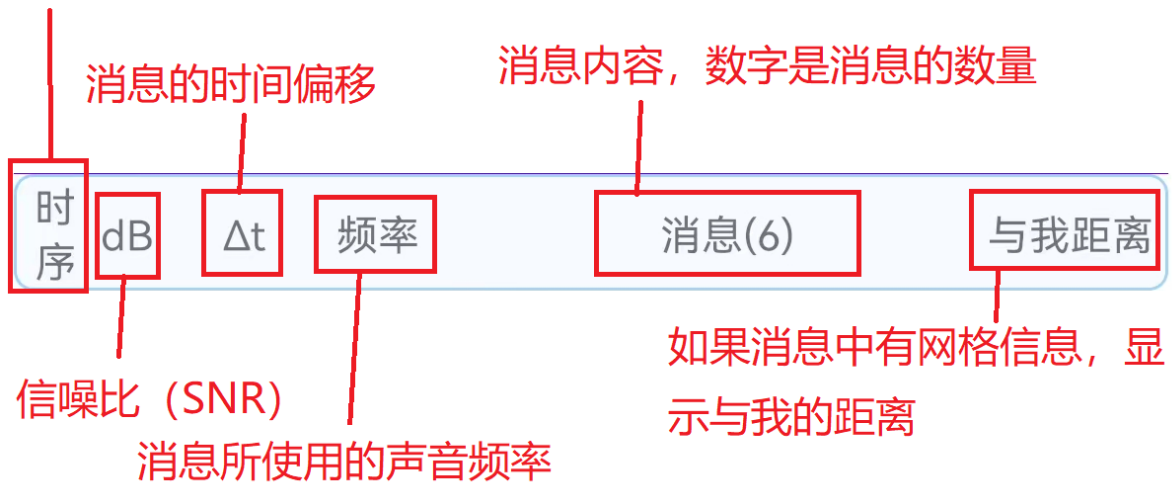 消息的时间偏移
消息内容，数字是消息的数量
时序
dB
Δt
频率
消息(6)
与我距离
信噪比（SNR）
消息所使用的声音频率
如果消息中有网格信息，显
示与我的距离